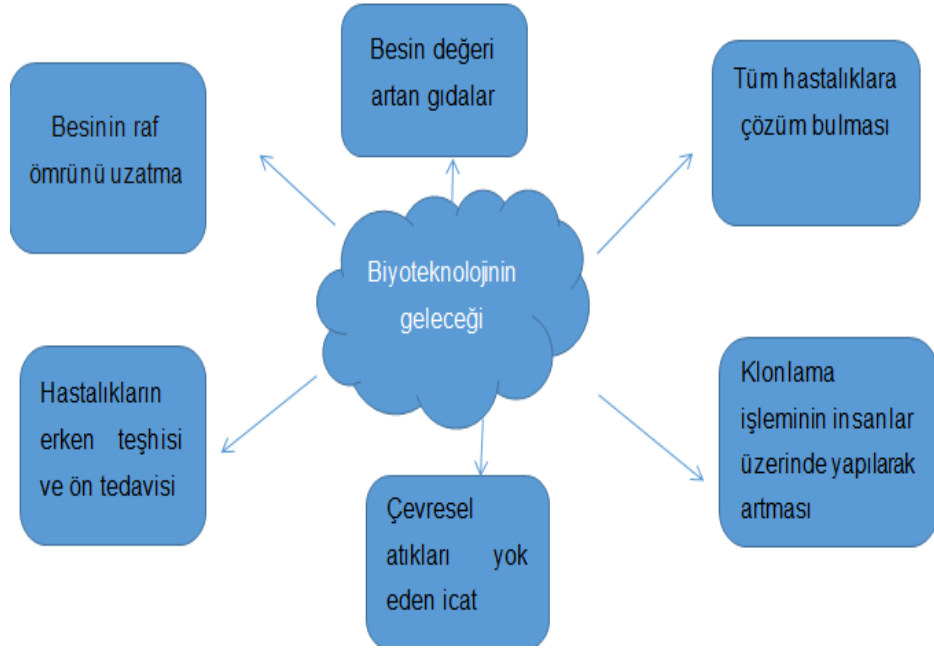 Besin değeri
artan gıdalar
Tüm hastalıklara
çözüm bulması
Besinin raf
ömrünü uzatma
Biyoteknolojinin
geleceği
Hastalıkların
erken teşhisi
ve ön tedavisi
Klonlama
işleminin insanlar
üzerinde yapılarak
artması
Çevresel
atıkları yok
eden icat